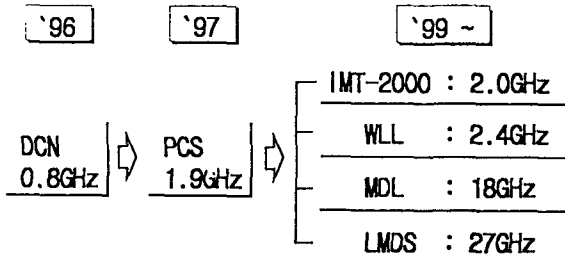 `96 `97 `99 ~
IMT-2000 : 2.0GHz
WLL : 2.4GHz
DCN PCS
0.8GHz 1.9GHz
MDL : 18GHz
LMDS : 27GHz